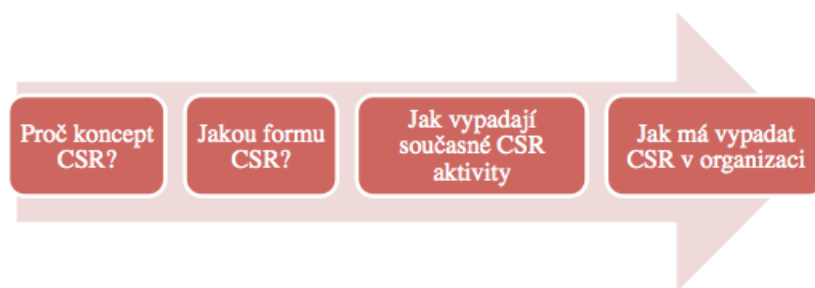 Proč koncept
CSR?
Jakou formu
CSR?
Jak vypadají
současné CSR
aktivity
Jak má vypadat
CSR v organizaci